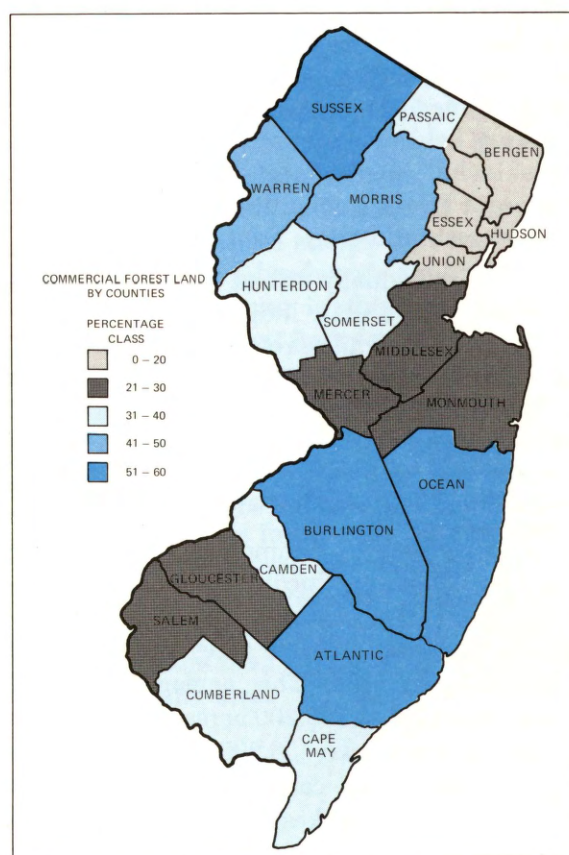 SUSSEX
PASSAIC
BERGEN
WARREN
MORRIS
ESSEX
HUDSON
UNION
COMMERCIAL FOREST LAND
BY COUNTIES
HUNTERDON
SOMERSET
PERCENTAGE
CLASS
0 – 20
21 – 30
31 – 40
41 – 50
51 – 60
MIDDLESEX
MERCER
MONMOUTH
OCEAN
BURLINGTON
CAMDEN
GLOUCESTER
SALEM
ATLANTIC
CUMBERLAND
CAPE
MAY